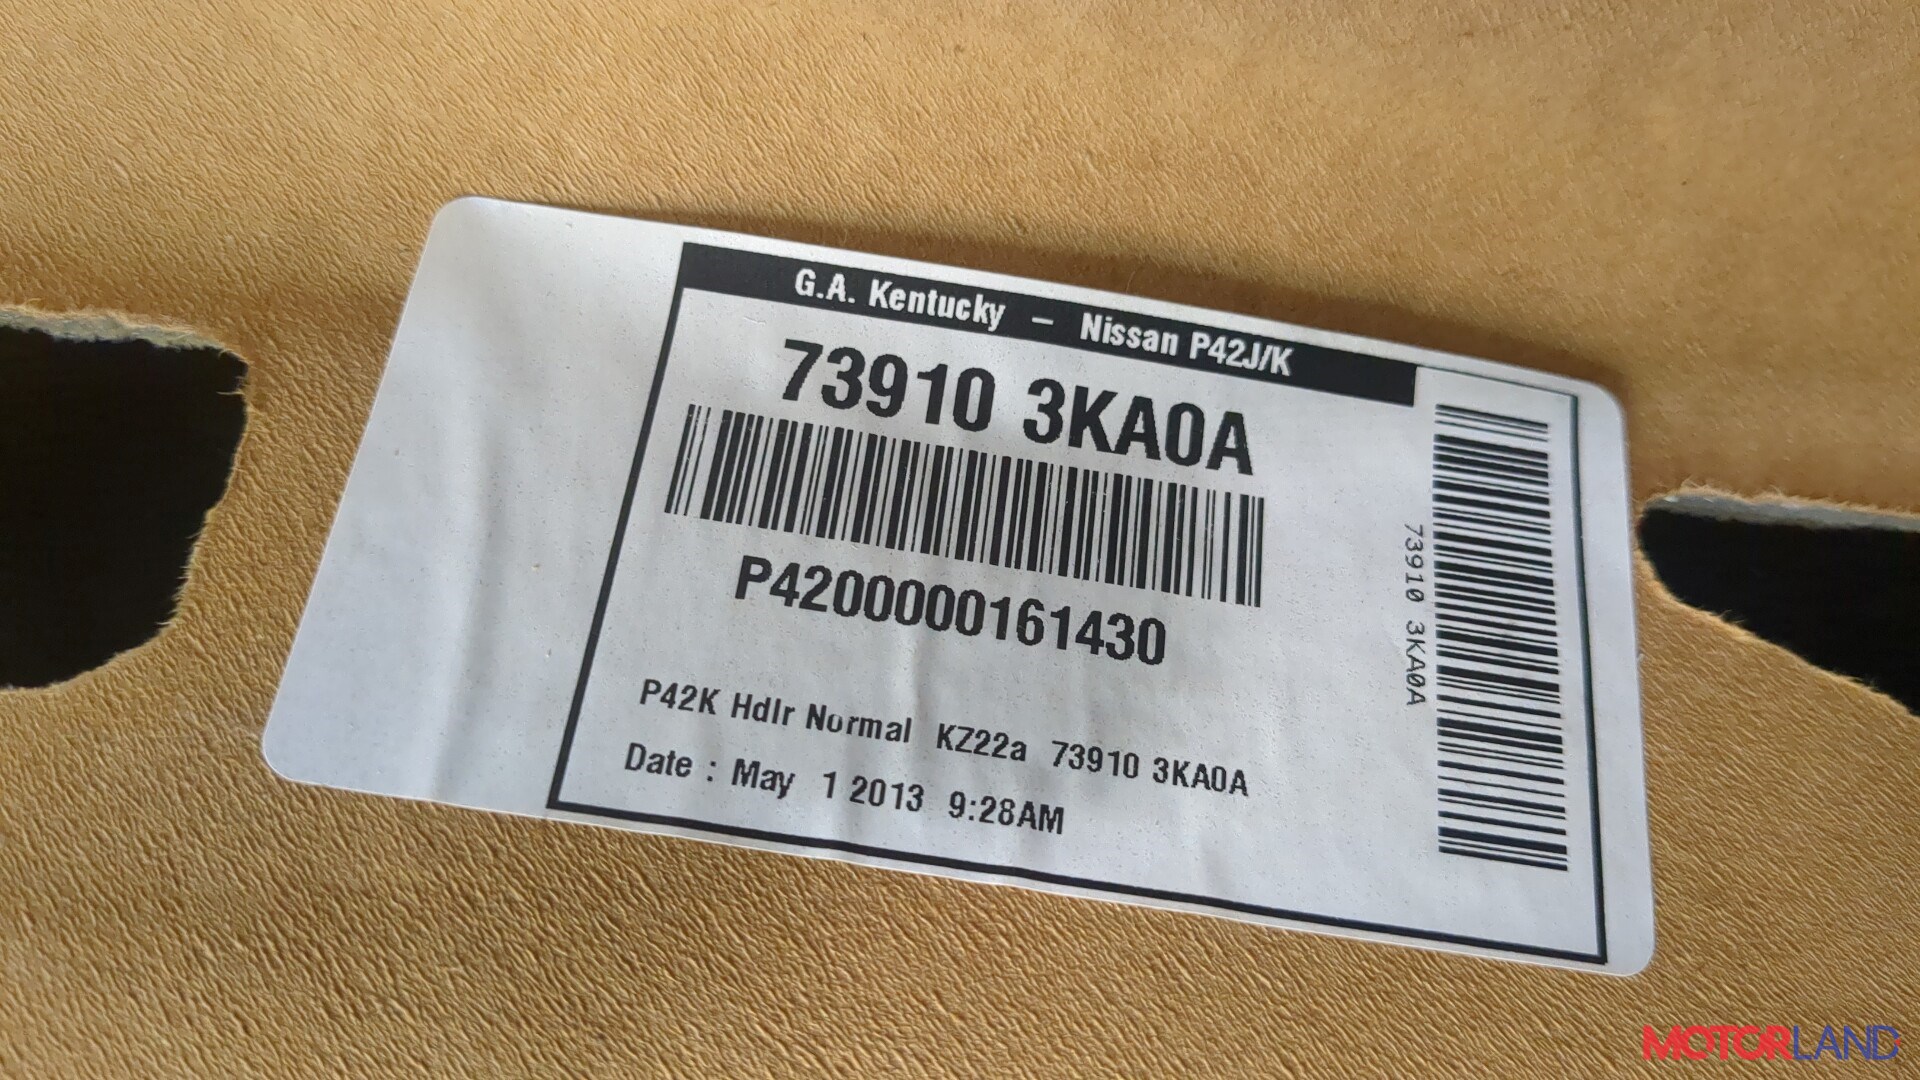 G.A. Kentucky – Nissan P42J/K
73910 3KA0A
P4200000161430
P42K Hdlr Normal KZ22a 73910 3KA0A
Date : May 1 2013 9:28AM
73910 3KA0A
MOTORLAND